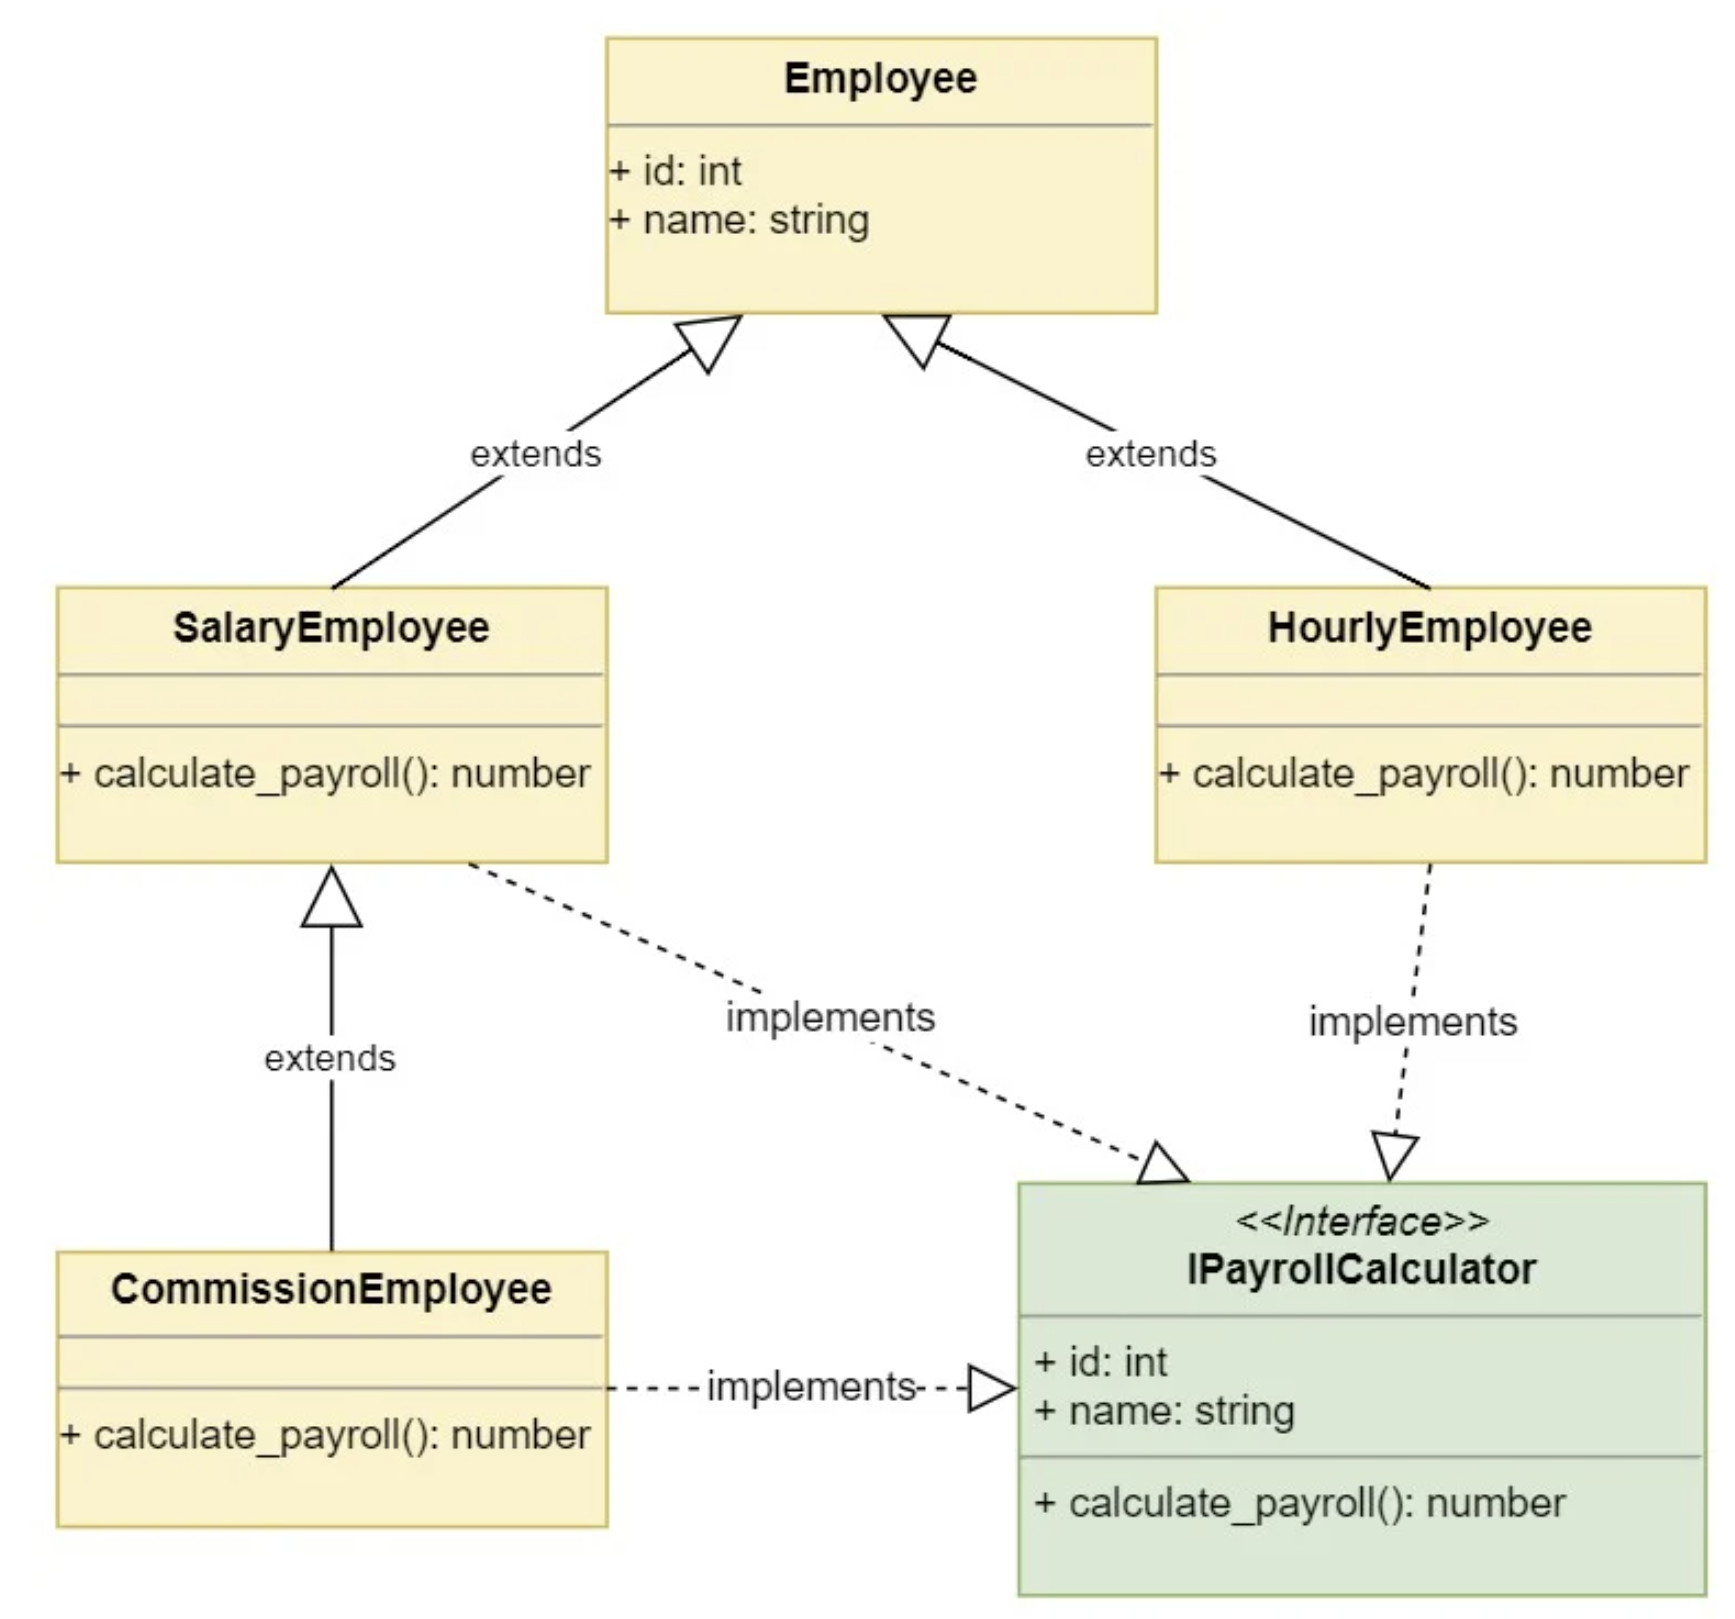 Employee
+ id: int
+ name: string
extends
extends
SalaryEmployee
+ calculate_payroll(): number
HourlyEmployee
+ calculate_payroll(): number
implements
implements
extends
CommissionEmployee
+ calculate_payroll(): number
implements
<<Interface>>
IPayrollCalculator
+ id: int
+ name: string
+ calculate_payroll(): number